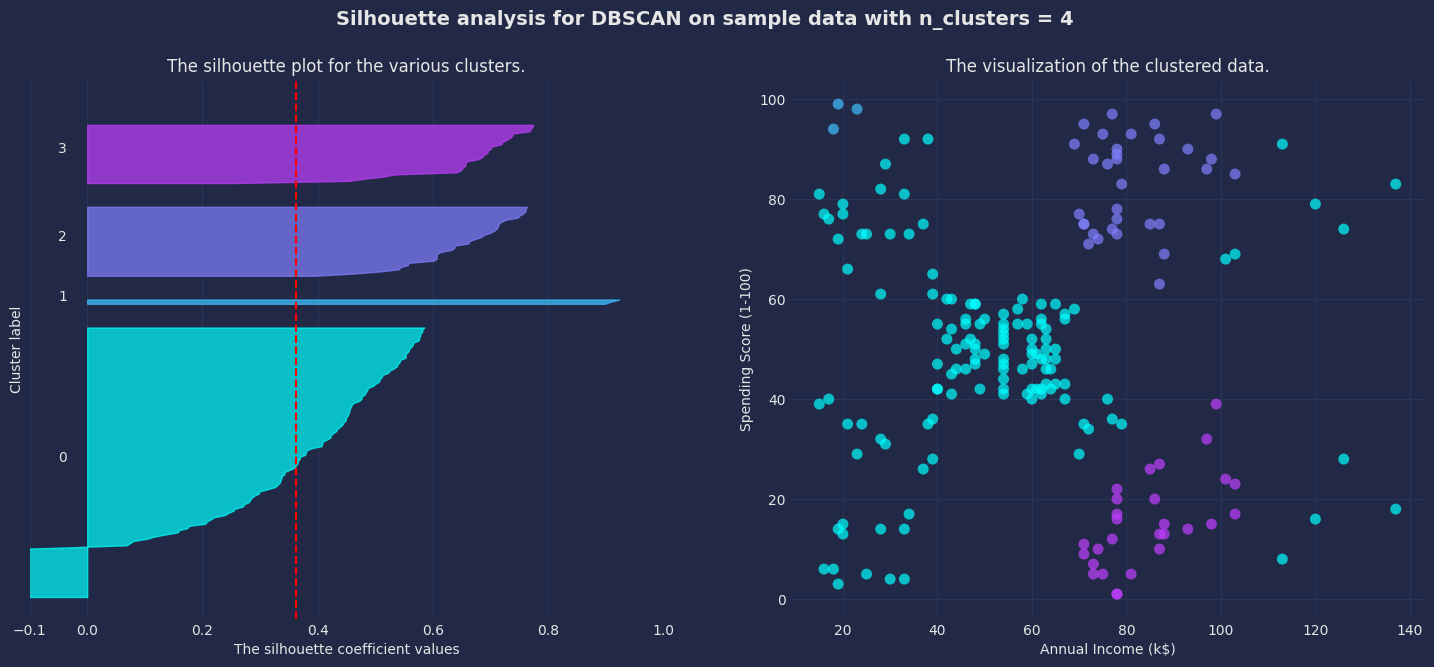 Silhouette analysis for DBSCAN on sample data with n_clusters = 4
The silhouette plot for the various clusters.
Cluster label
3
2
1
0
−0.1 0.0 0.2 0.4 0.6 0.8 1.0
The silhouette coefficient values
The visualization of the clustered data.
Spending Score (1-100)
100
80
60
40
20
0
20 40 60 80 100 120 140
Annual Income (k$)